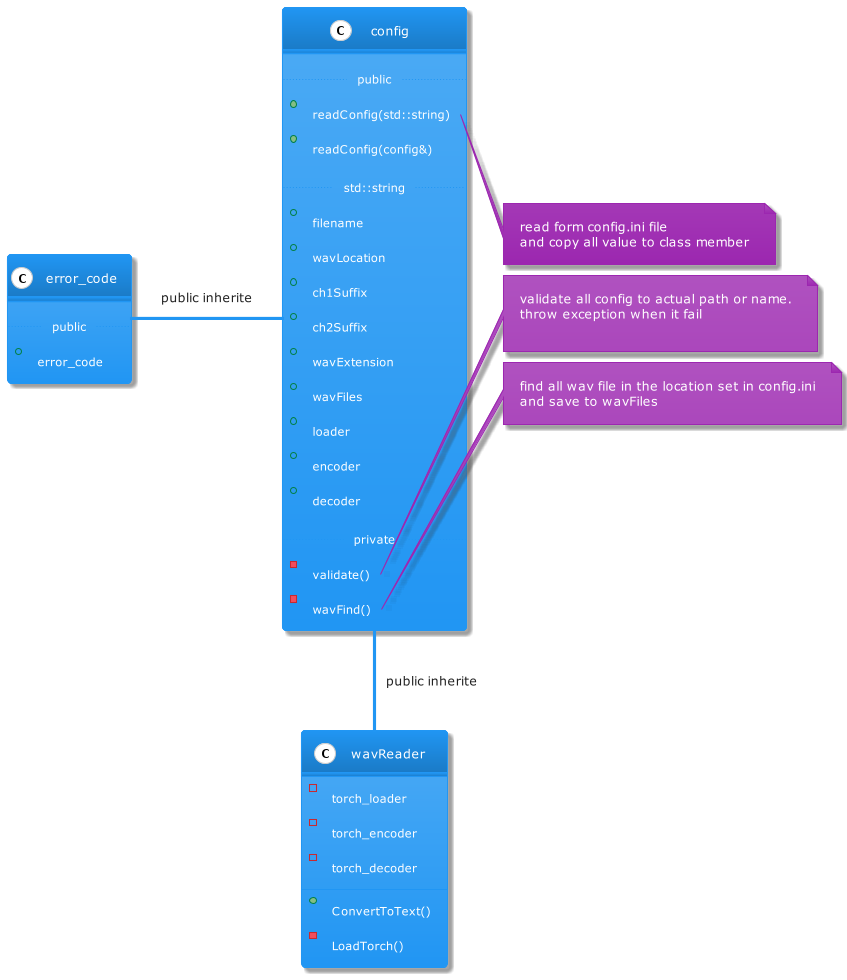 C config
public
readConfig(std::string)
readConfig(config&)
std::string
filename
wavLocation
ch1Suffix
ch2Suffix
wavExtension
wavFiles
loader
encoder
decoder
private
validate()
wavFind()
read form config.ini file
and copy all value to class member
validate all config to actual path or name.
throw exception when it fail
find all wav file in the location set in config.ini
and save to wavFiles
C error_code
public
error_code
public inherite
public inherite
C wavReader
torch_loader
torch_encoder
torch_decoder
ConvertToText()
LoadTorch()